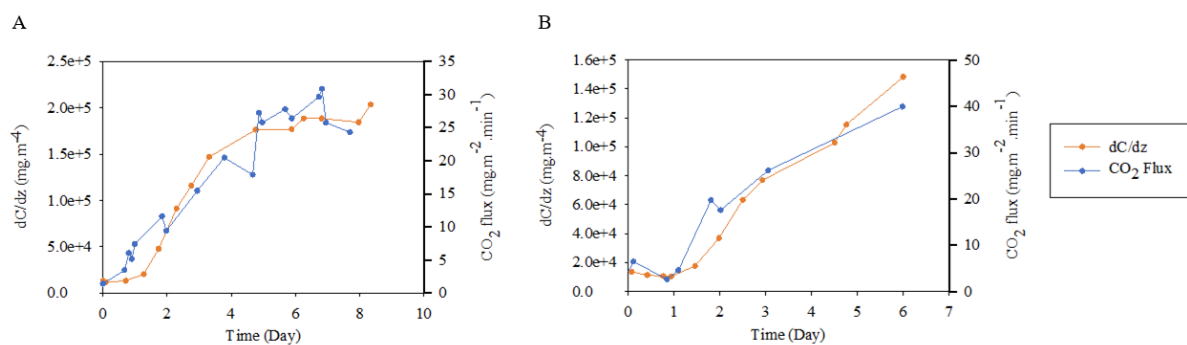 A
2.5e+5
2.0e+5
1.5e+5
1.0e+5
5.0e+4
0.0
dC/dz (mg.m-4)
35
30
25
20
15
10
5
0
CO2 flux (mg.m-2.min-1)
0 2 4 6 8 10
Time (Day)
B
1.6e+5
1.4e+5
1.2e+5
1.0e+5
8.0e+4
6.0e+4
4.0e+4
2.0e+4
0.0
dC/dz (mg.m-4)
50
40
30
20
10
0
CO2 flux (mg.m-2.min-1)
0 1 2 3 4 5 6 7
Time (Day)
dC/dz
CO2 Flux